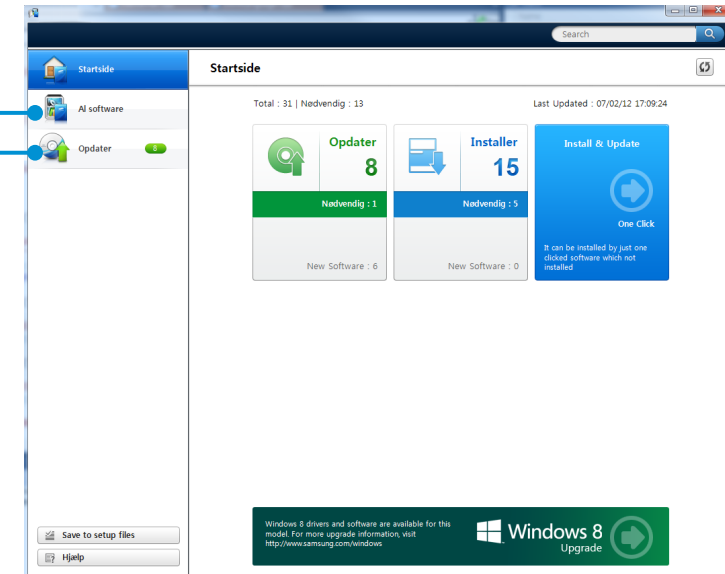 Search
Startside
AI software
Opdater 8
Save to setup files
Hjælp
Startside
Total : 31 | Nødvendig : 13
Last Updated : 07/02/12 17:09:24
Opdater
8
Nødvendig : 1
New Software : 6
Installer
15
Nødvendig : 5
New Software : 0
Install & Update
One Click
It can be installed by just one
clicked software which not
installed
Windows 8 drivers and software are available for this
model. For more upgrade information, visit
http://www.samsung.com/windows
Windows 8
Upgrade